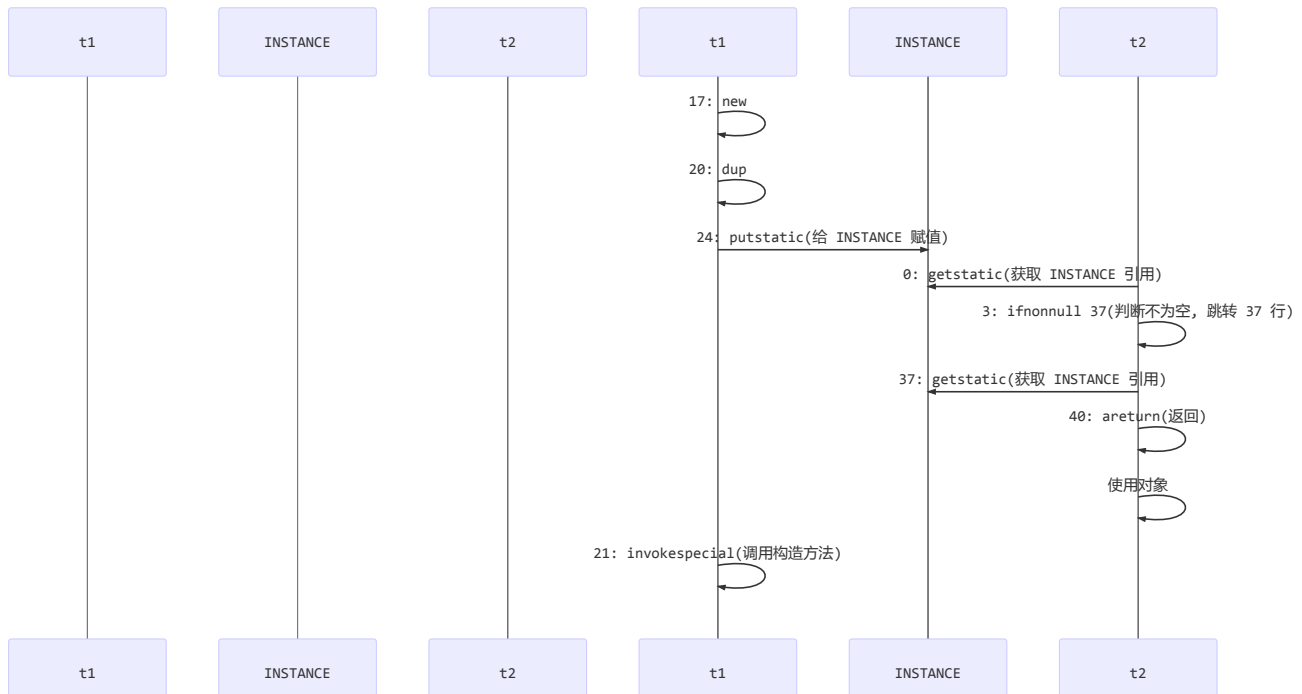 t1
INSTANCE
t2
t1
INSTANCE
t2
17: new
20: dup
24: putstatic(给 INSTANCE 赋值)
0: getstatic(获取 INSTANCE 引用)
3: ifnonnull 37(判断不为空, 跳转 37 行)
37: getstatic(获取 INSTANCE 引用)
40: areturn(返回)
使用对象
21: invokespecial(调用构造方法)
t1
INSTANCE
t2
t1
INSTANCE
t2